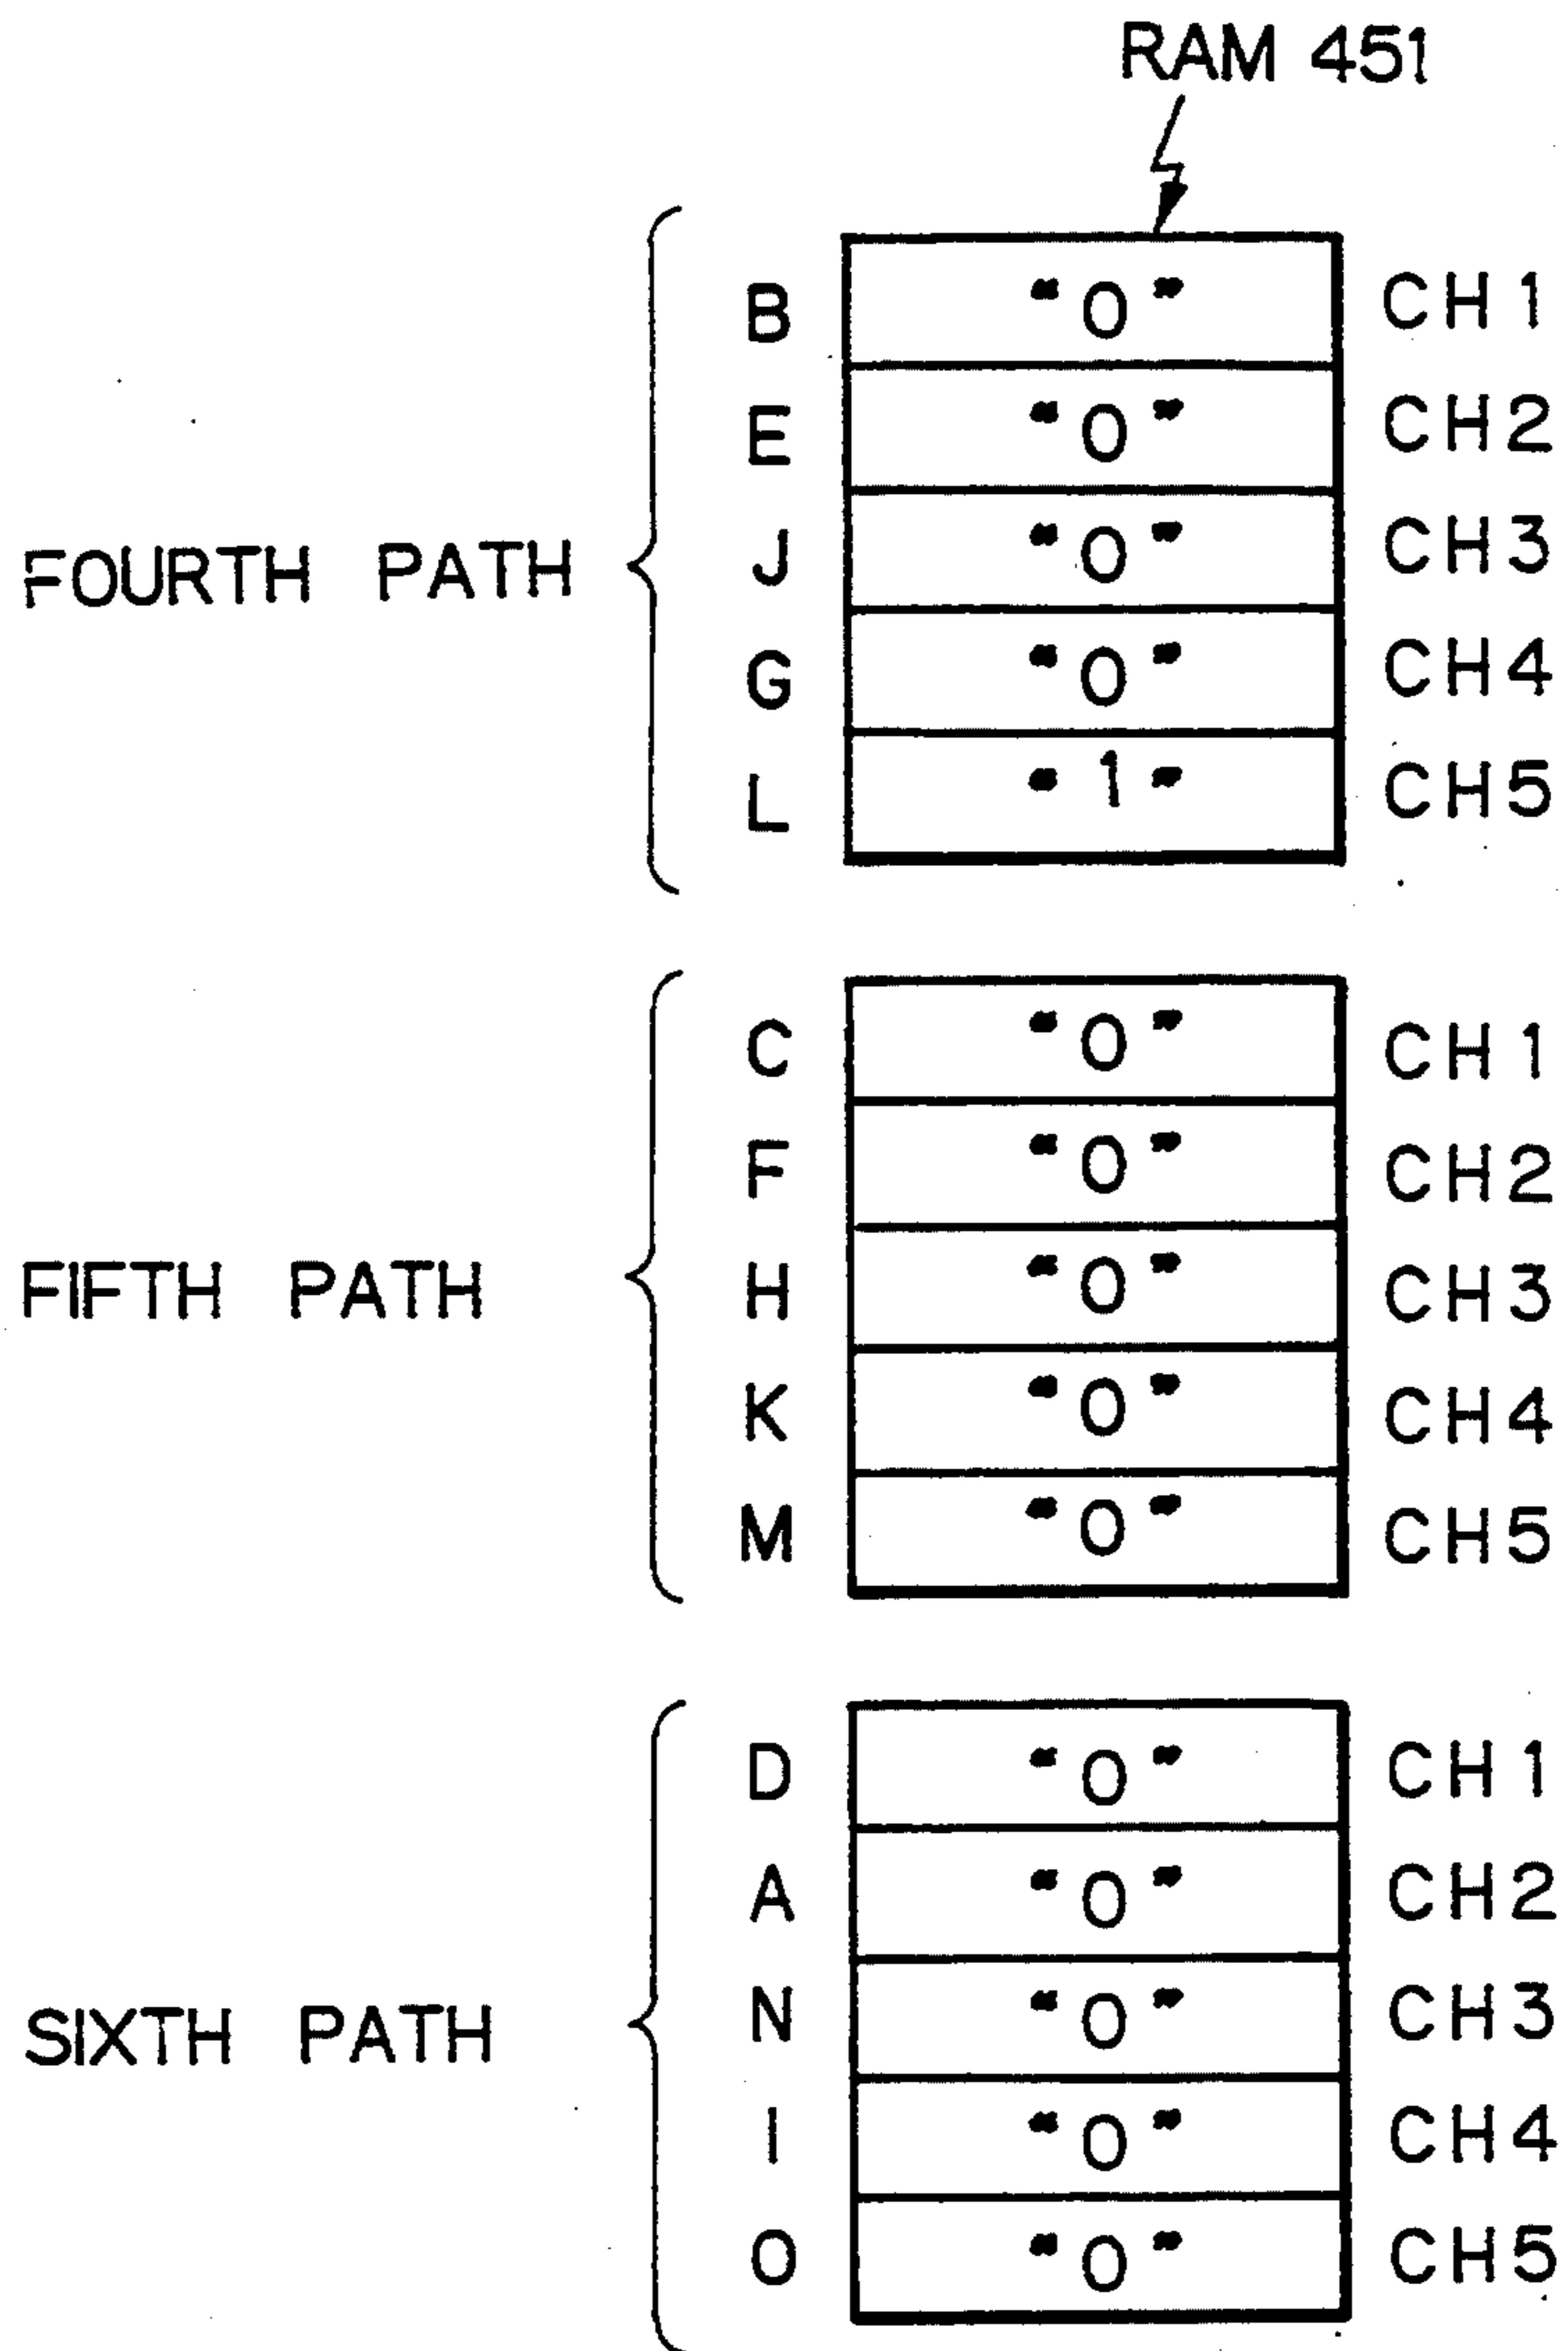 RAM 451
B "0" CH1
E "0" CH2
FOURTH PATH J "0" CH3
G "0" CH4
L "1" CH5
C "0" CH1
F "0" CH2
FIFTH PATH H "0" CH3
K "0" CH4
M "0" CH5
D "0" CH1
A "0" CH2
SIXTH PATH N "0" CH3
I "0" CH4
O "0" CH5